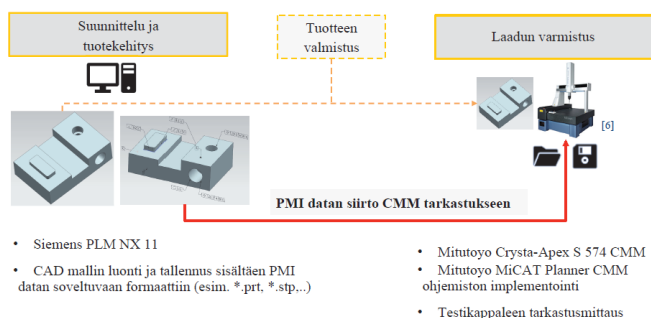 Suunnittelu ja
tuotekehitys
Tuotteen
valmistus
Laadun varmistus
[6]
PMI datan siirto CMM tarkastukseen
• Siemens PLM NX 11
• CAD mallin luonti ja tallennus sisältäen PMI
datan soveltuvaan formaattiin (esim. *.prt, *.stp,..)
• Mitutoyo Crysta-Apex S 574 CMM
• Mitutoyo MiCAT Planner CMM
ohjemiston implementointi
• Testikappaleen tarkastusmittaus